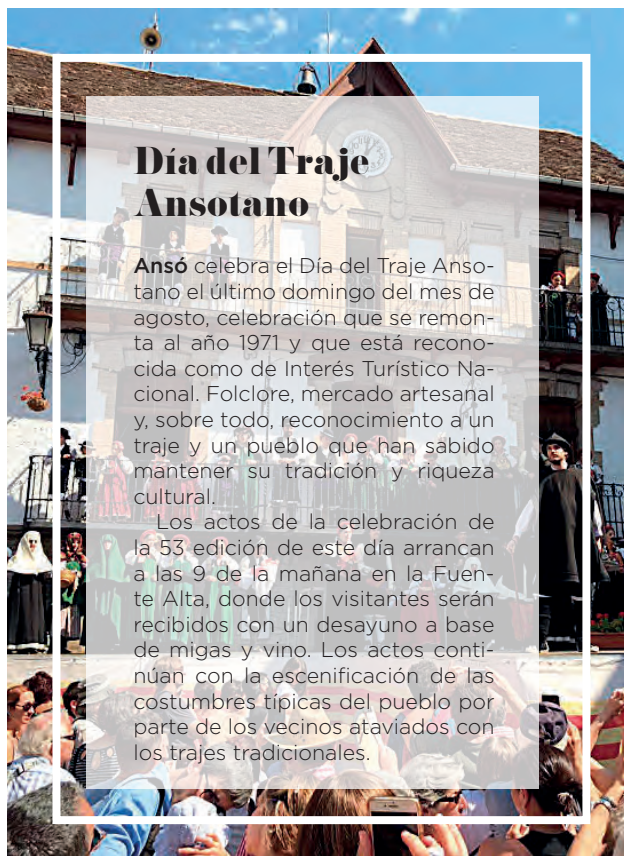 Día del Traje
Ansotano
Ansó celebra el Día del Traje Anso-
tano el último domingo del mes de
agosto, celebración que se remon-
ta al año 1971 y que está recono-
cida como de Interés Turístico Na-
cional. Folclore, mercado artesanal
y, sobre todo, reconocimiento a un
traje y un pueblo que han sabido
mantener su tradición y riqueza
cultural.
Los actos de la celebración de
la 53 edición de este día arrancan
a las 9 de la mañana en la Fuen-
te Alta, donde los visitantes serán
recibidos con un desayuno a base
de migas y vino. Los actos conti-
núan con la escenificación de las
costumbres típicas del pueblo por
parte de los vecinos ataviados con
los trajes tradicionales.